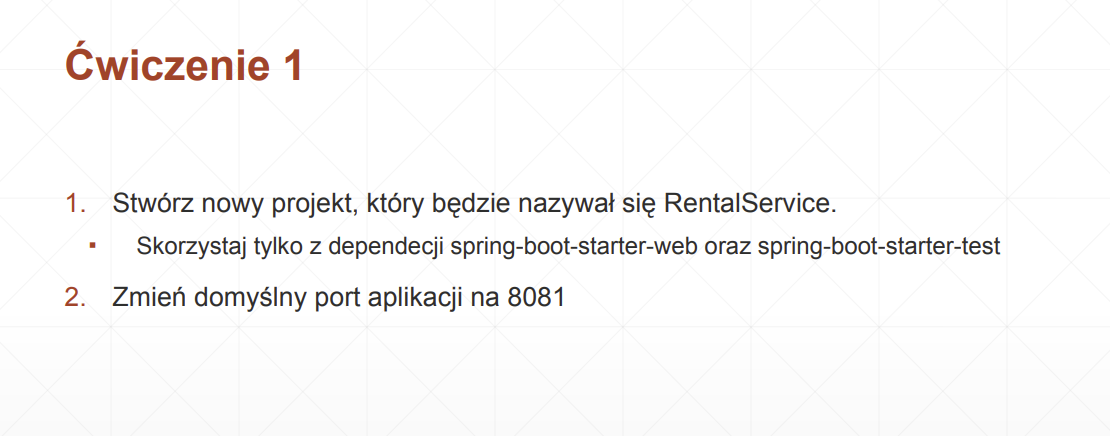 Ćwiczenie 1
1. Stwórz nowy projekt, który będzie nazywał się RentalService.
▪ Skorzystaj tylko z dependecji spring-boot-starter-web oraz spring-boot-starter-test
2. Zmień domyślny port aplikacji na 8081